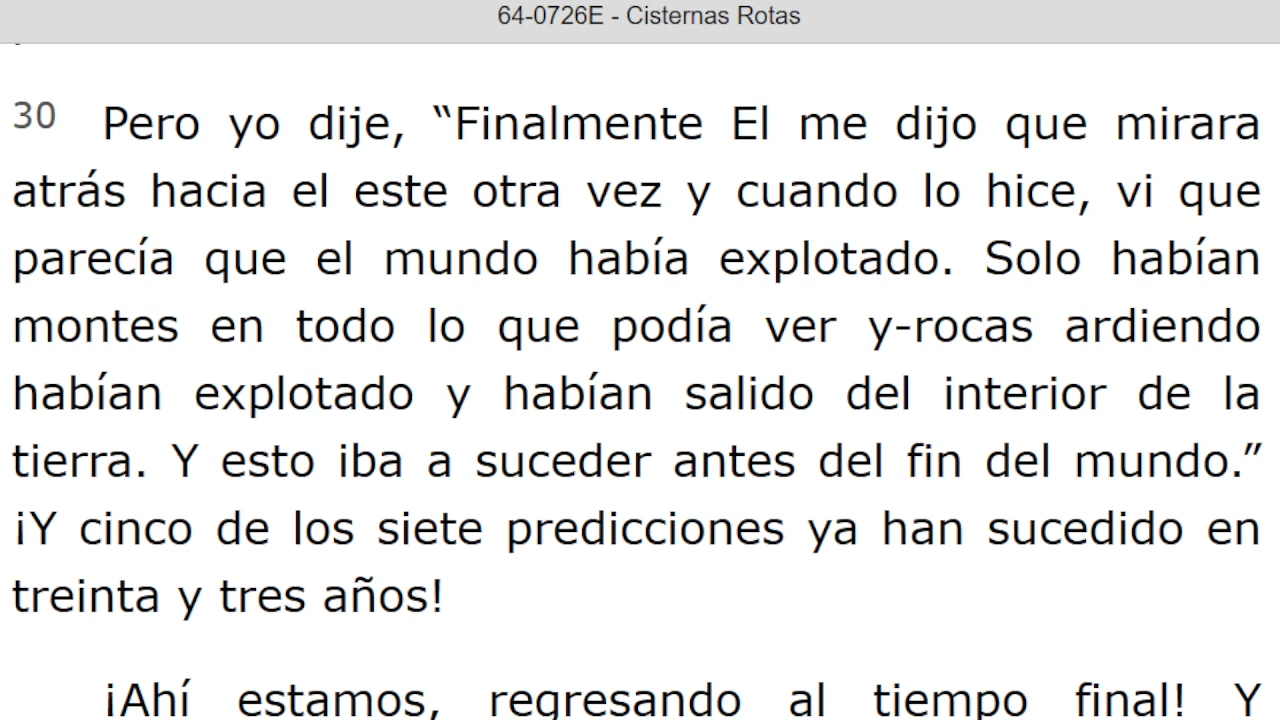 64-0726E - Cisternas Rotas
30 Pero yo dije, “Finalmente El me dijo que mirara
atrás hacia el este otra vez y cuando lo hice, vi que
parecía que el mundo había explotado. Solo habían
montes en todo lo que podía ver y-rocas ardiendo
habían explotado y habían salido del interior de la
tierra. Y esto iba a suceder antes del fin del mundo.”
¡Y cinco de los siete predicciones ya han sucedido en
treinta y tres años!
¡Ahí estamos, regresando al tiempo final! Y